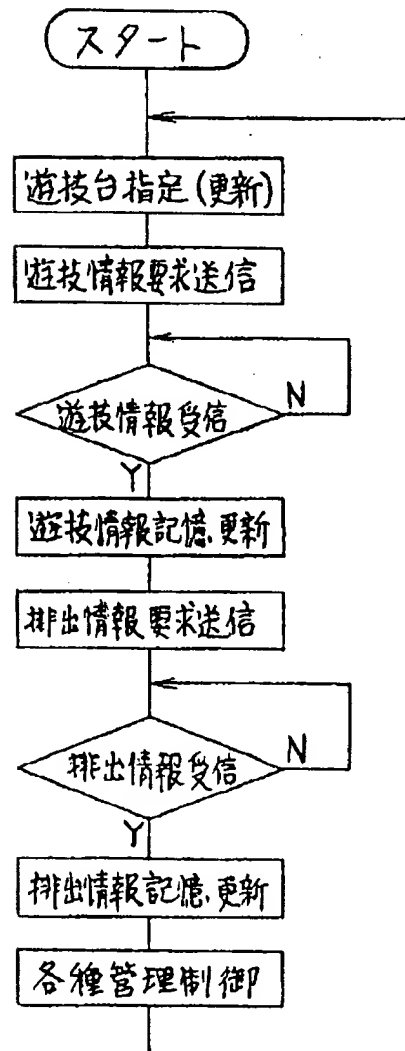 スタート
遊技台指定(更新)
遊技情報要求送信
遊技情報受信
N
Y
遊技情報記憶、更新
排出情報要求送信
排出情報受信
N
Y
排出情報記憶、更新
各種管理制御